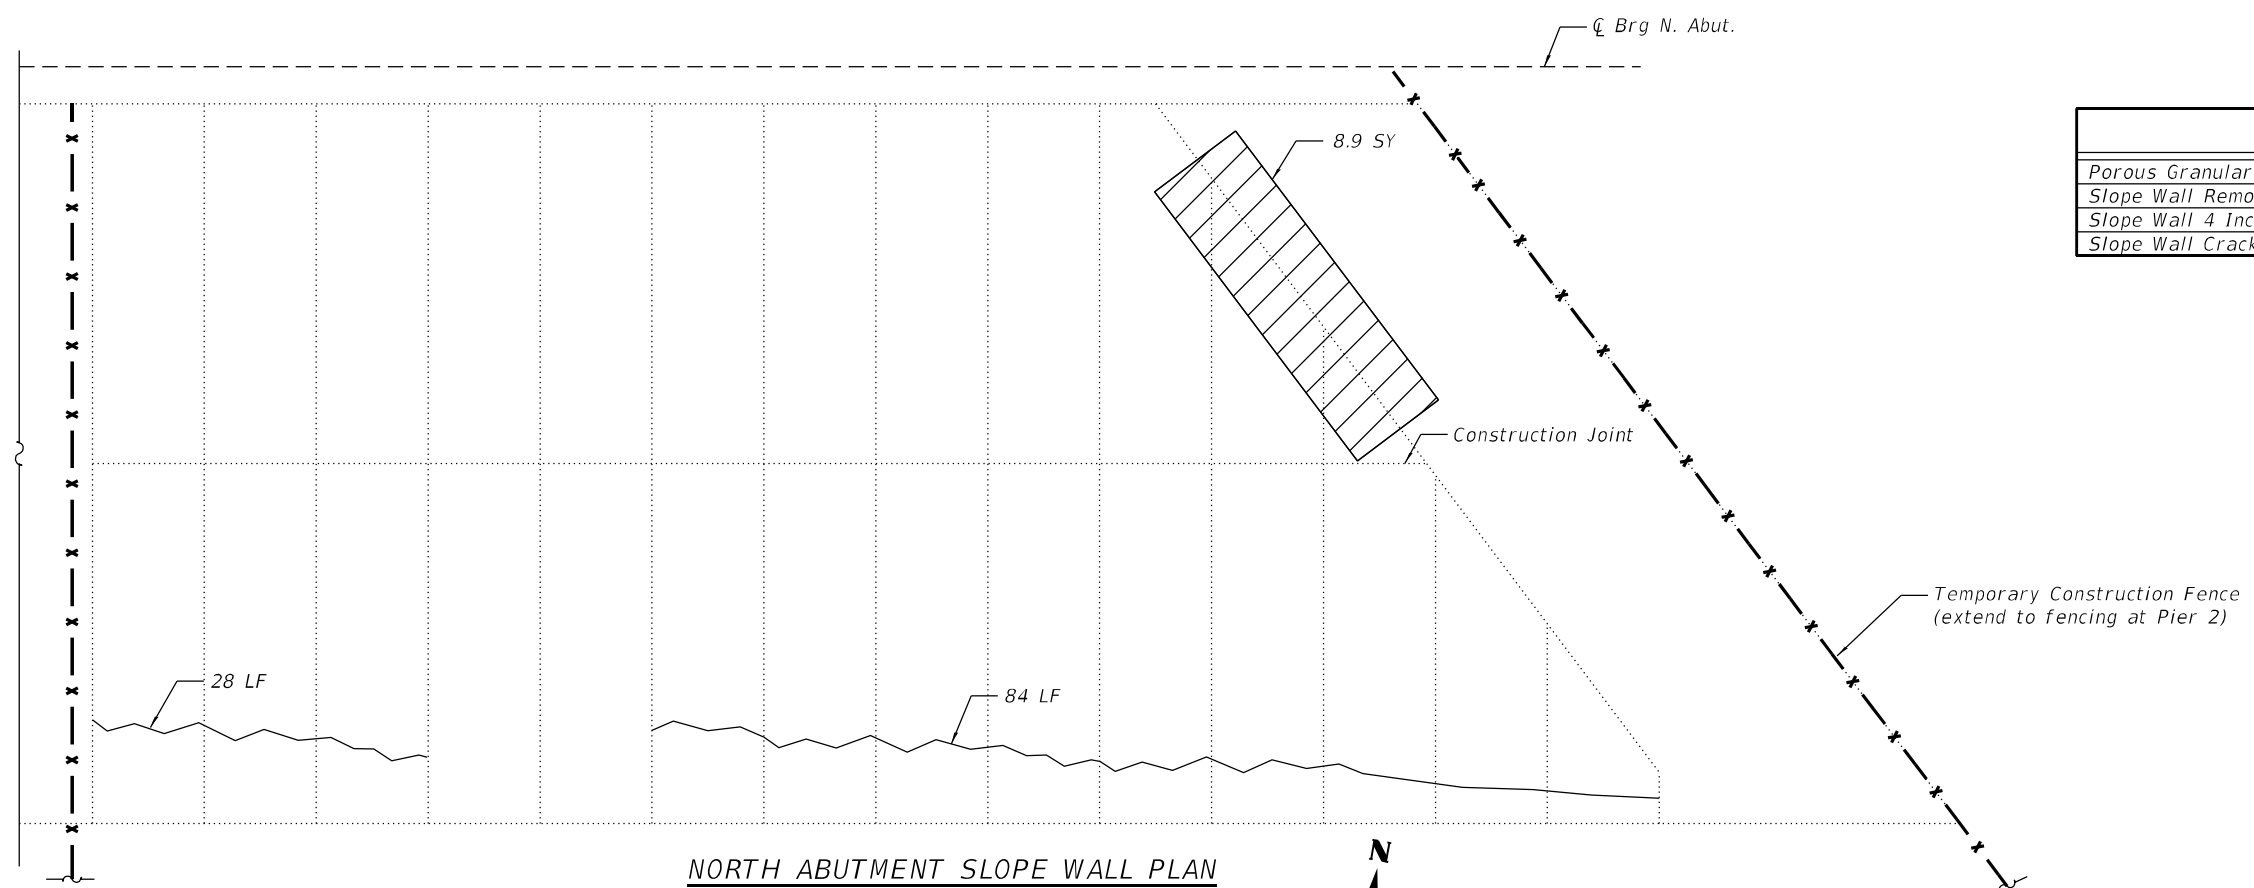 ℄ Brg N. Abut.
8.9 SY
Porous Granular
Slope Wall Remo
Slope Wall 4 Inc
Slope Wall Crack
Construction Joint
Temporary Construction Fence
(extend to fencing at Pier 2)
28 LF
84 LF
NORTH ABUTMENT SLOPE WALL PLAN
N